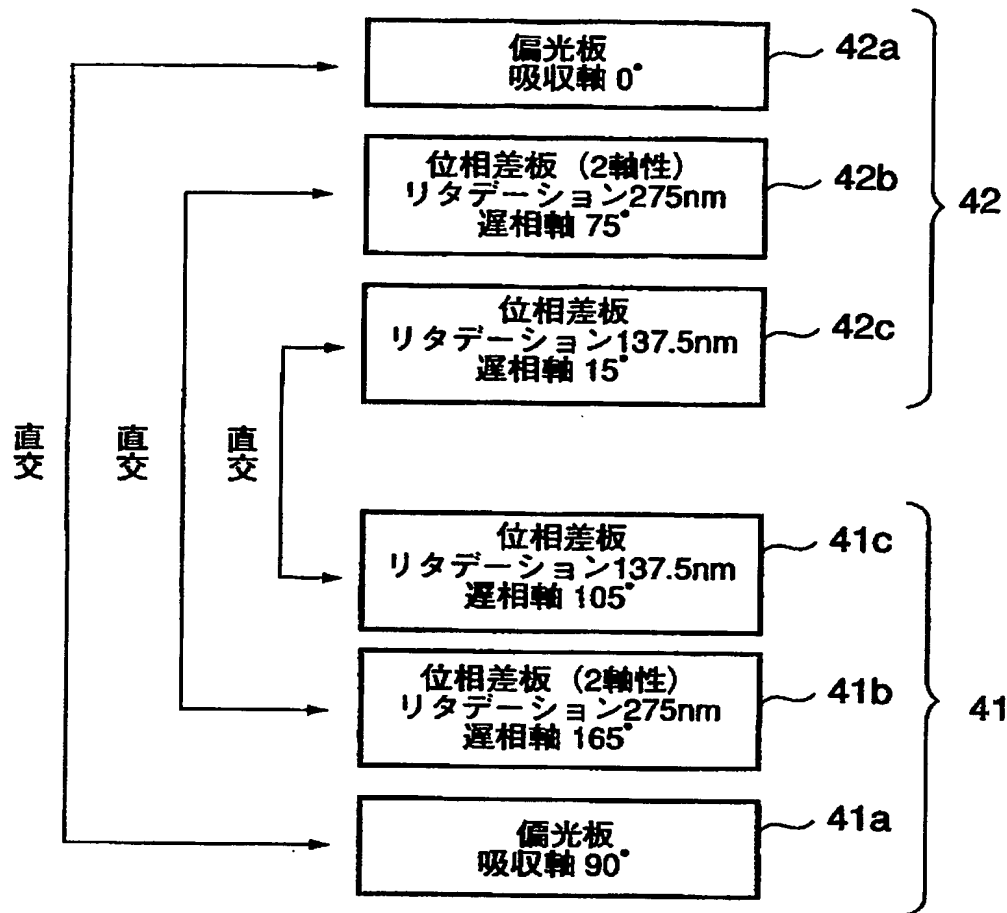 偏光板
吸収軸 0°
42a
位相差板 (2軸性)
リタデーション275nm
遅相軸 75°
42b
42
位相差板
リタデーション137.5nm
遅相軸 15°
42c
直交
直交
直交
位相差板
リタデーション137.5nm
遅相軸 105°
41c
位相差板 (2軸性)
リタデーション275nm
遅相軸 165°
41b
41
偏光板
吸収軸 90°
41a